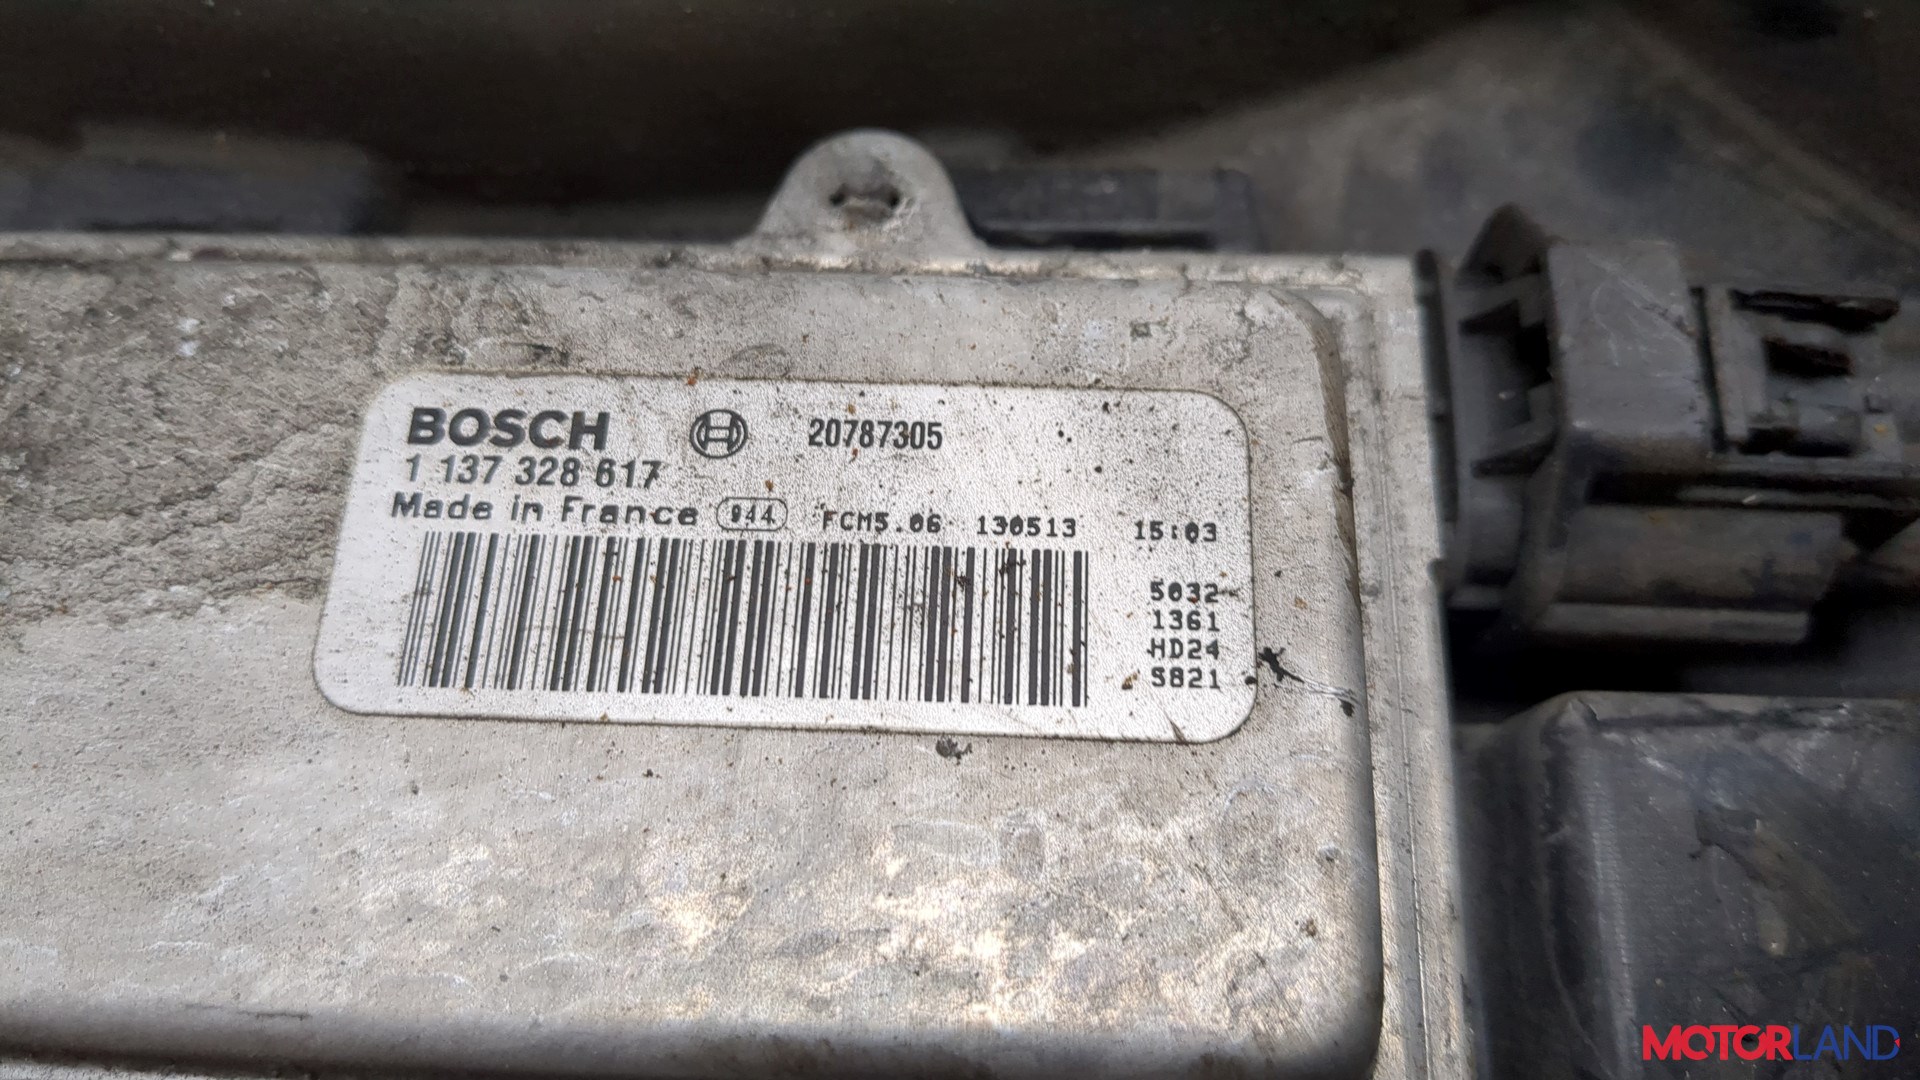 BOSCH 20787305
1 137 328 617
Made in France 944 FCM5.06 130513 15:03
5032
1361
HD24
S821
MOTORLAND